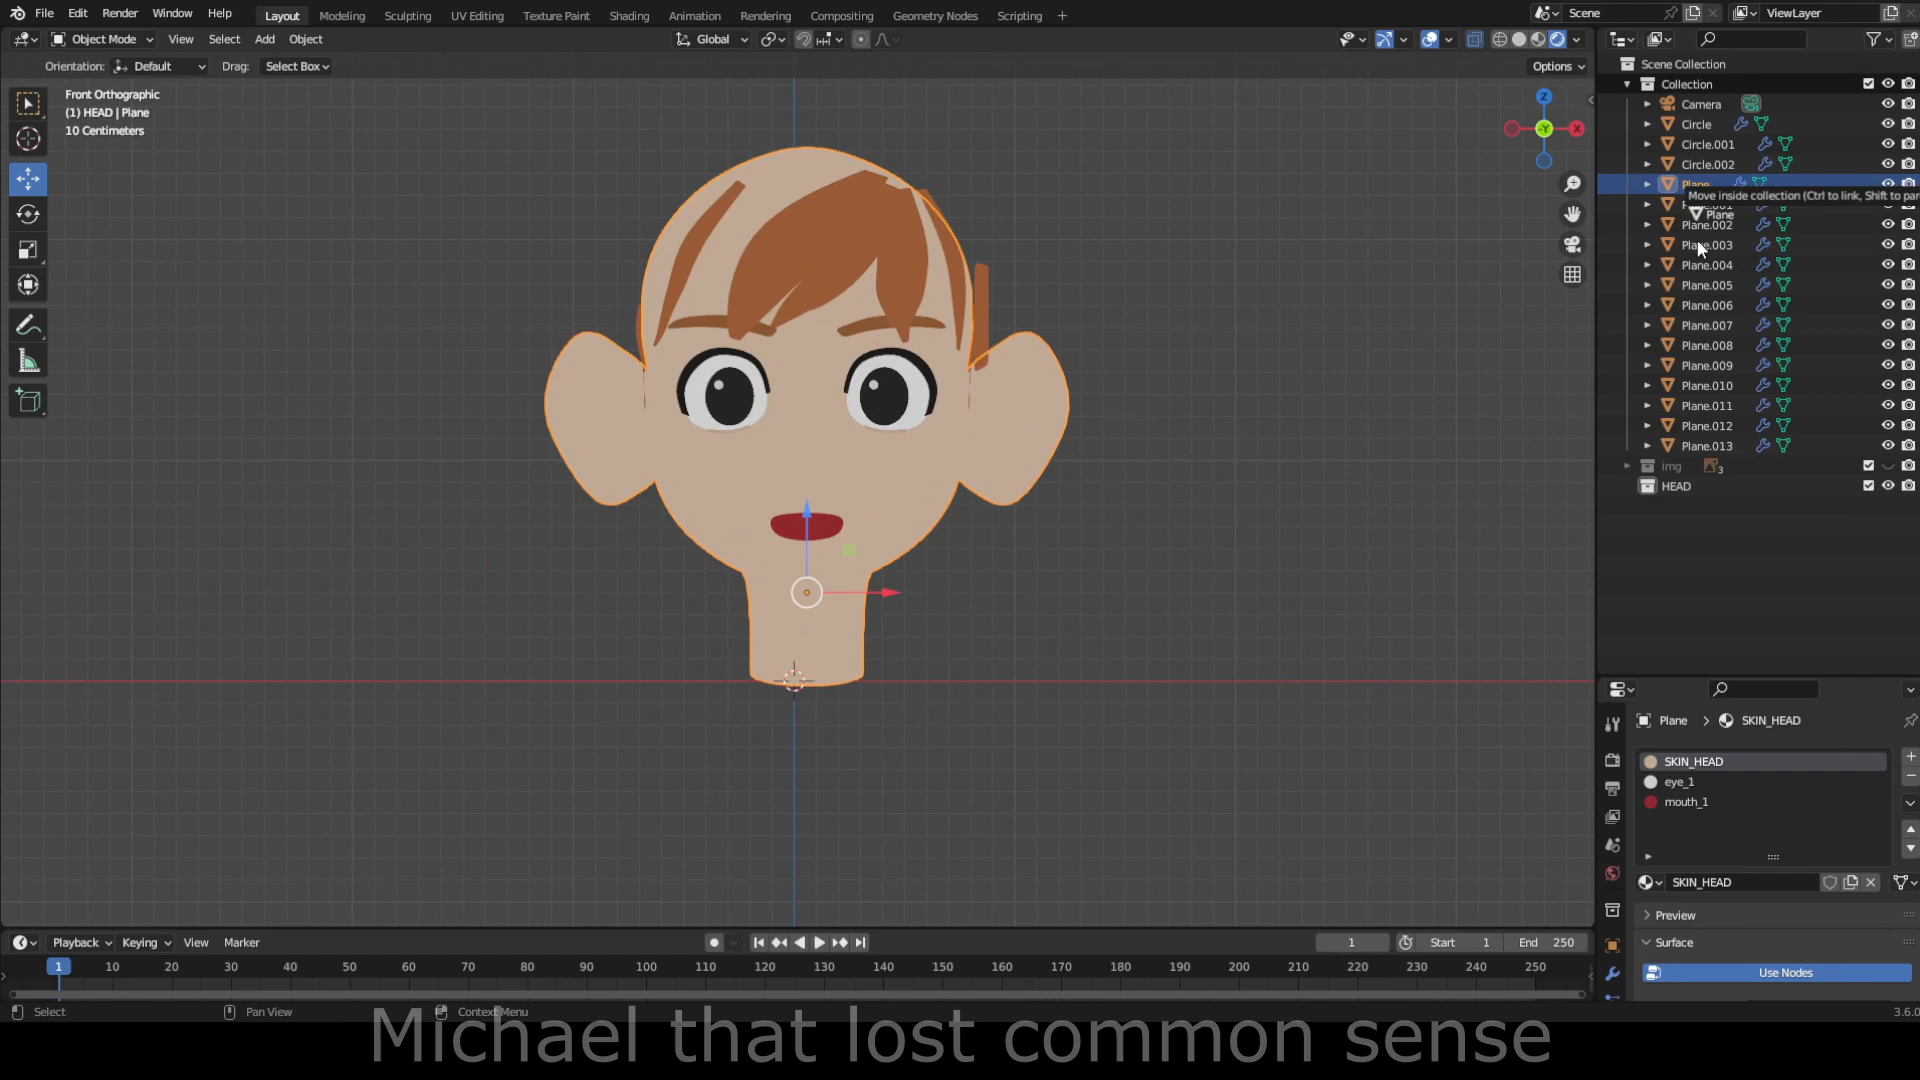 File Edit Render Window Help Layout Modeling Sculpting UV Editing Texture Paint Shading Animation Rendering Compositing Geometry Nodes Scripting + Scene ViewLayer
Object Mode View Select Add Object Global
Orientation: Default Drag: Select Box Options
Front Orthographic
(1) HEAD | Plane
10 Centimeters
Z
-Y
X
Scene Collection
Collection
Camera
Circle
Circle.001
Circle.002
Plane
Move inside collection (Ctrl to link, Shift to par
Plane
Plane.002
Plane.003
Plane.004
Plane.005
Plane.006
Plane.007
Plane.008
Plane.009
Plane.010
Plane.011
Plane.012
Plane.013
img 3
HEAD
Plane > SKIN_HEAD
SKIN_HEAD
eye_1
mouth_1
SKIN_HEAD
Preview
Surface
Use Nodes
Playback Keying View Marker 1 Start 1 End 250
1 10 20 30 40 50 60 70 80 90 100 110 120 130 140 150 160 170 180 190 200 210 220 230 240 250
Select Pan View Context Menu 3.6.0
Michael that lost common sense